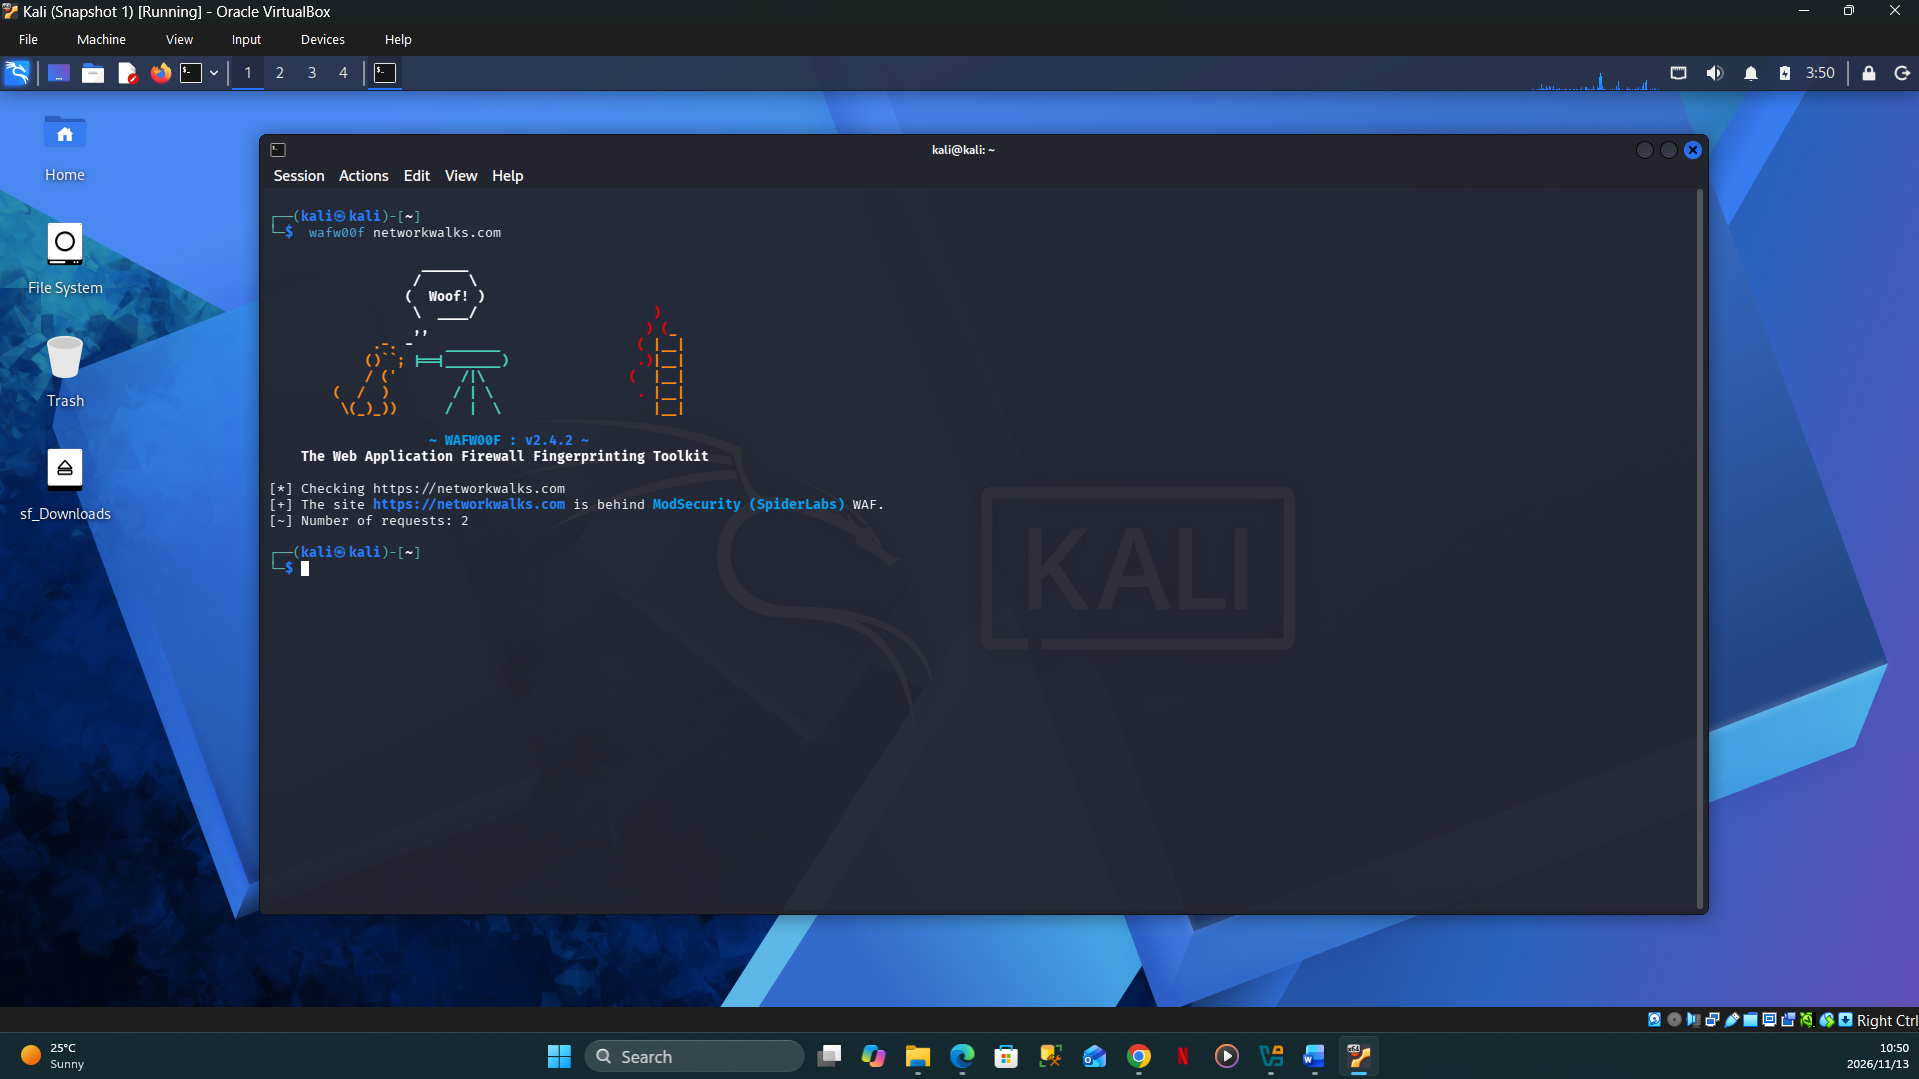 Kali (Snapshot 1) [Running] - Oracle VirtualBox
File Machine View Input Devices Help
1 2 3 4
3:50
Home
File System
Trash
sf_Downloads
kali@kali: ~
Session Actions Edit View Help
┌──(kali㉿kali)-[~]
└─$ wafw00f networkwalks.com
Woof!
~ WAFW00F : v2.4.2 ~
The Web Application Firewall Fingerprinting Toolkit
[*] Checking https://networkwalks.com
[+] The site https://networkwalks.com is behind ModSecurity (SpiderLabs) WAF.
[~] Number of requests: 2
┌──(kali㉿kali)-[~]
└─$
KALI
Right Ctrl
25°C
Sunny
Search
10:50
2026/11/13